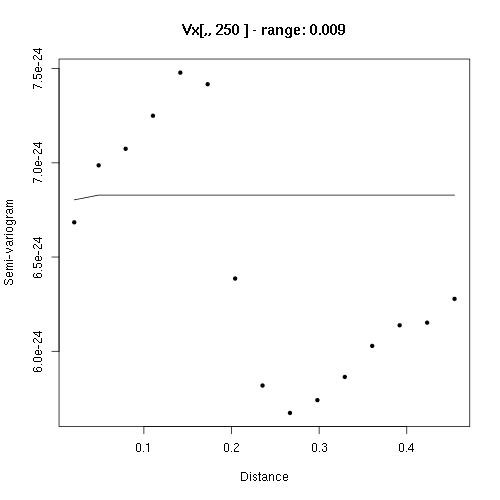 Vx[,, 250 ] - range: 0.009
7.5e-24
7.0e-24
6.5e-24
6.0e-24
Semi-variogram
0.1 0.2 0.3 0.4
Distance